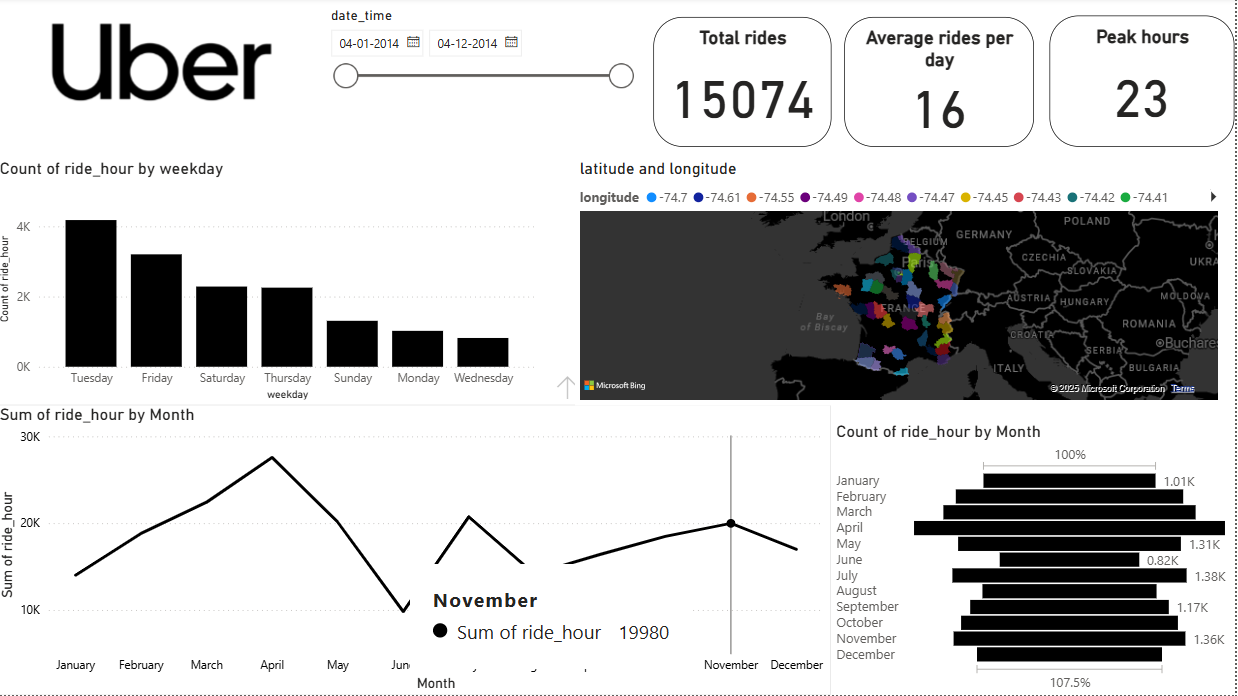 Uber
date_time
04-01-2014
04-12-2014
Total rides
15074
Average rides per
day
16
Peak hours
23
Count of ride_hour by weekday
Count of ride_hour
4K
2K
0K
Tuesday
Friday
Saturday
Thursday
Sunday
Monday
Wednesday
weekday
latitude and longitude
longitude
-74.7
-74.61
-74.55
-74.49
-74.48
-74.47
-74.45
-74.43
-74.42
-74.41
London
BELGIUM
GERMANY
POLAND
Paris
CZECHIA
SLOVAKIA
UKRA
FRANCE
AUSTRIA
HUNGARY
MOLDOVA
Bay
of Biscay
CROATIA
ROMANIA
SERBIA
Buchare
ITALY
BULGARIA
Microsoft Bing
© 2025 Microsoft Corporation
Terms
Sum of ride_hour by Month
Sum of ride_hour
30K
20K
10K
November
Sum of ride_hour 19980
January
February
March
April
May
November
December
Month
Count of ride_hour by Month
100%
January
1.01K
February
March
April
May
1.31K
June
0.82K
July
1.38K
August
September
1.17K
October
November
1.36K
December
107.5%